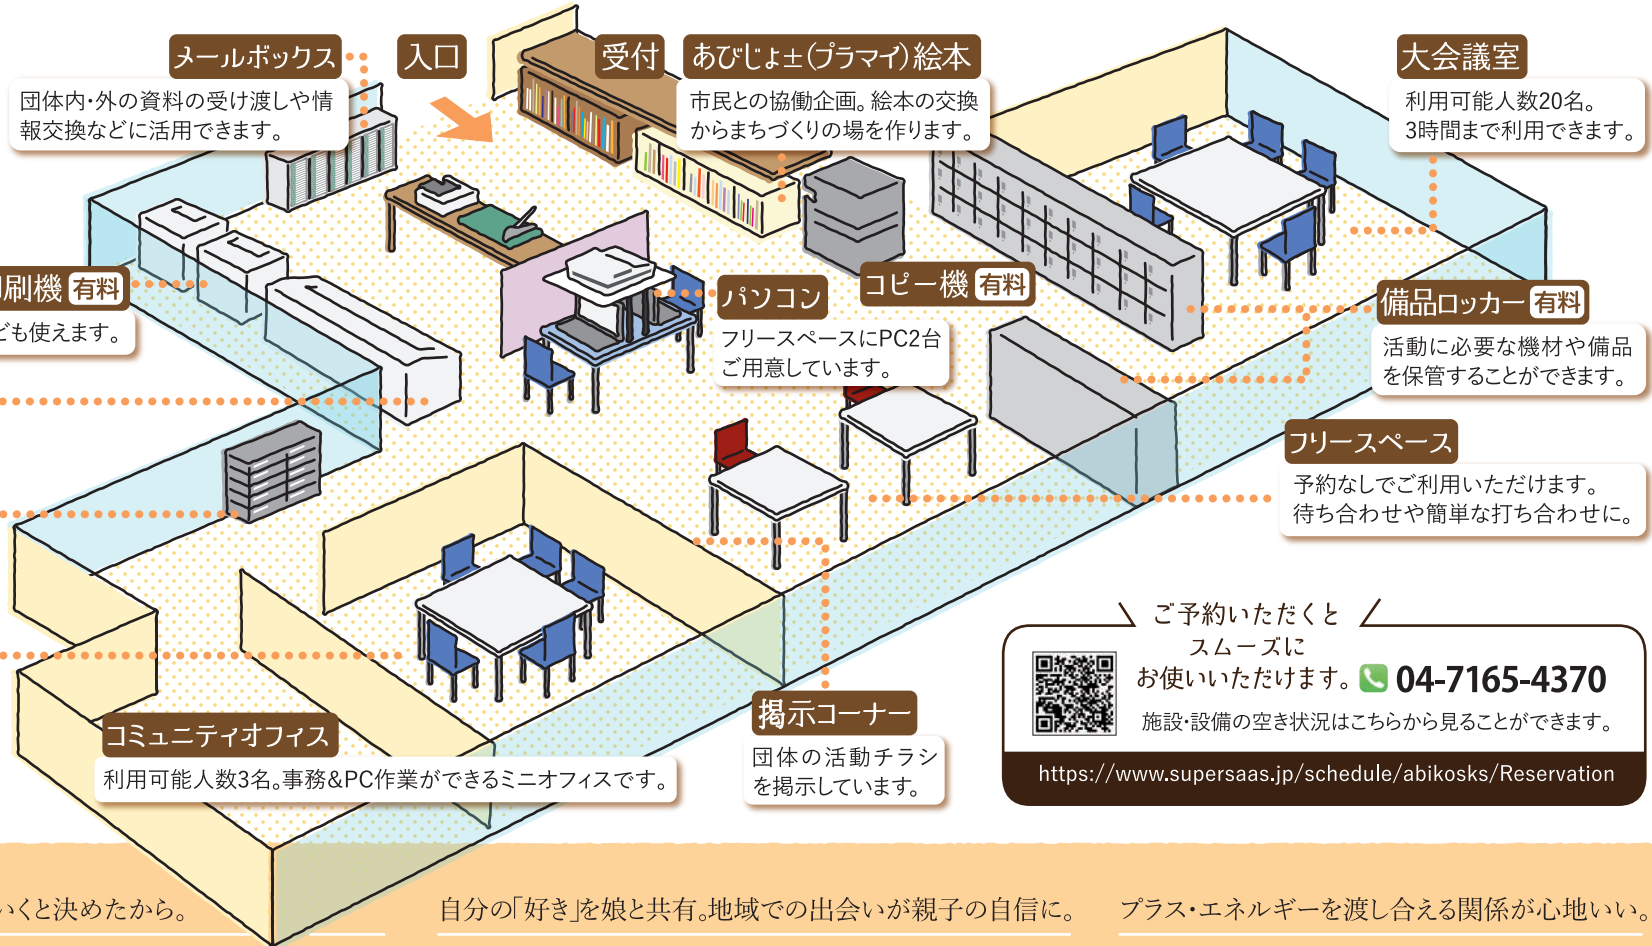 メールボックス
団体内・外の資料の受け渡しや情
報交換などに活用できます。
入口
受付
あびじょ±(プラマイ)絵本
市民との協働企画。絵本の交換
からまちづくりの場を作ります。
大会議室
利用可能人数20名。
3時間まで利用できます。
刷機 有料
ども使えます。
パソコン
フリースペースにPC2台
ご用意しています。
コピー機 有料
備品ロッカー 有料
活動に必要な機材や備品
を保管することができます。
フリースペース
予約なしでご利用いただけます。
待ち合わせや簡単な打ち合わせに。
コミュニティオフィス
利用可能人数3名。事務&PC作業ができるミニオフィスです。
掲示コーナー
団体の活動チラシ
を掲示しています。
ご予約いただくと
スムーズに
お使いいただけます。 04-7165-4370
施設・設備の空き状況はこちらから見ることができます。
https://www.supersaas.jp/schedule/abikosks/Reservation
いくと決めたから。
自分の「好き」を娘と共有。地域での出会いが親子の自信に。
プラス・エネルギーを渡し合える関係が心地いい。